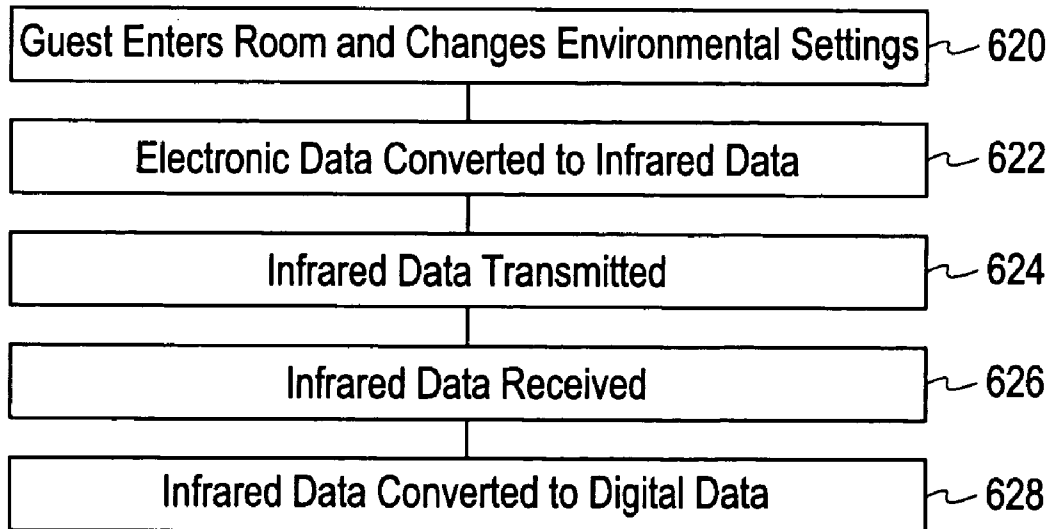 Guest Enters Room and Changes Environmental Settings 620
Electronic Data Converted to Infrared Data 622
Infrared Data Transmitted 624
Infrared Data Received 626
Infrared Data Converted to Digital Data 628